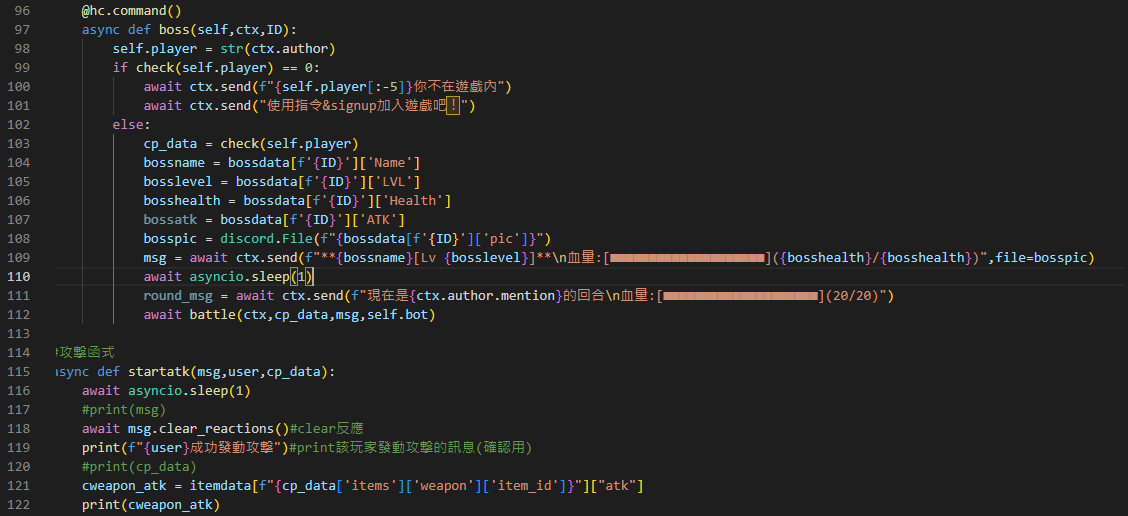 96 @hc.command()
97 async def boss(self,ctx,ID):
98 self.player = str(ctx.author)
99 if check(self.player) == 0:
100 await ctx.send(f"{self.player[:-5]}你不在遊戲內")
101 await ctx.send("使用指令&signup加入遊戲吧！")
102 else:
103 cp_data = check(self.player)
104 bossname = bossdata[f'{ID}']['Name']
105 bosslevel = bossdata[f'{ID}']['LVL']
106 bosshealth = bossdata[f'{ID}']['Health']
107 bossatk = bossdata[f'{ID}']['ATK']
108 bosspic = discord.File(f"{bossdata[f'{ID}']['pic']}")
109 msg = await ctx.send(f"**{bossname}[Lv {bosslevel}]**\n血量:[■■■■■■■■■■■■■■■■■■■■]({bosshealth}/{bosshealth})",file=bosspic)
110 await asyncio.sleep(1)
111 round_msg = await ctx.send(f"現在是{ctx.author.mention}的回合\n血量:[■■■■■■■■■■■■■■■■■■■■](20/20)")
112 await battle(ctx,cp_data,msg,self.bot)
113
114 #攻擊函式
115 async def startatk(msg,user,cp_data):
116 await asyncio.sleep(1)
117 #print(msg)
118 await msg.clear_reactions()#clear反應
119 print(f"{user}成功發動攻擊")#print該玩家發動攻擊的訊息(確認用)
120 #print(cp_data)
121 cweapon_atk = itemdata[f"{cp_data['items']['weapon']['item_id']}"]["atk"]
122 print(cweapon_atk)